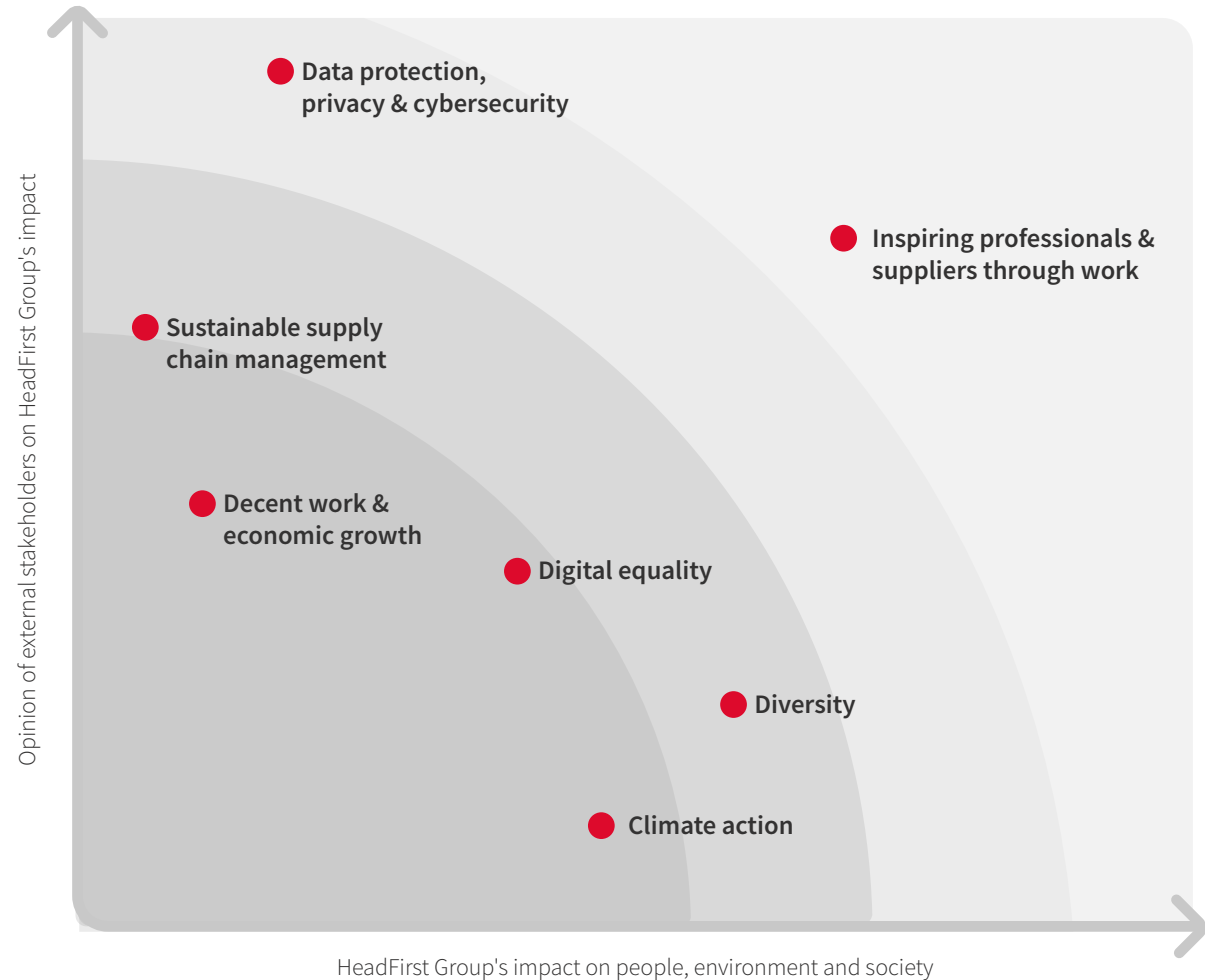 Data protection,
privacy & cybersecurity
Inspiring professionals &
suppliers through work
Sustainable supply
chain management
Decent work &
economic growth
Digital equality
Diversity
Climate action
Opinion of external stakeholders on HeadFirst Group's impact
HeadFirst Group's impact on people, environment and society